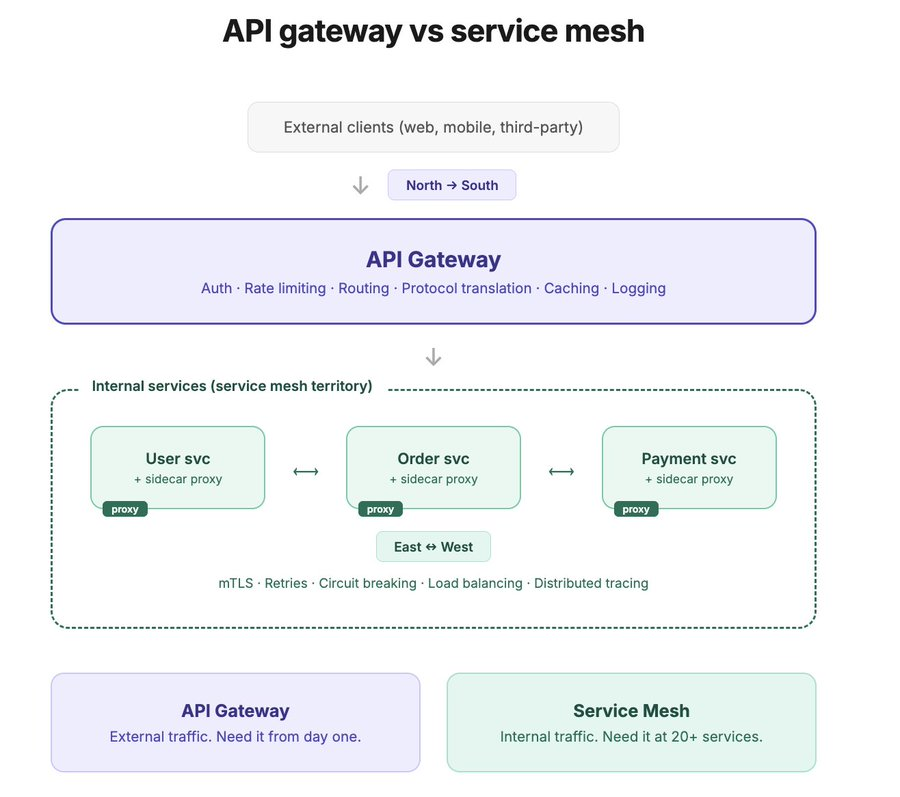 API gateway vs service mesh
External clients (web, mobile, third-party)
North → South
API Gateway
Auth · Rate limiting · Routing · Protocol translation · Caching · Logging
Internal services (service mesh territory)
User svc
+ sidecar proxy
proxy
Order svc
+ sidecar proxy
proxy
Payment svc
+ sidecar proxy
proxy
East ↔ West
mTLS · Retries · Circuit breaking · Load balancing · Distributed tracing
API Gateway
External traffic. Need it from day one.
Service Mesh
Internal traffic. Need it at 20+ services.